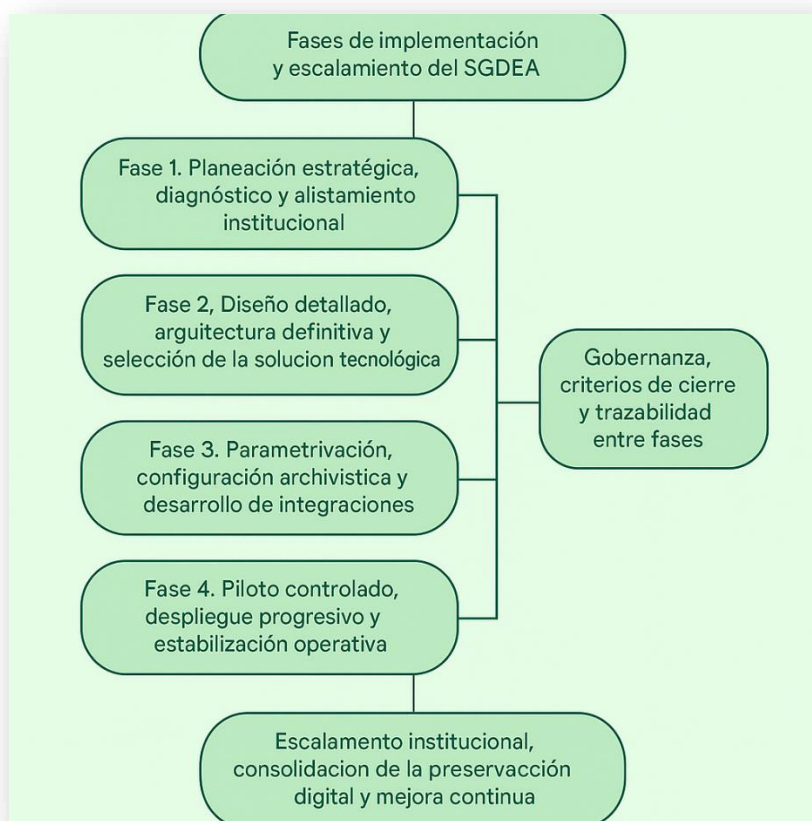 Fases de implementación
y escalamiento del SGDEA
Fase 1. Planeación estratégica,
diagnóstico y alistamiento
institucional
Fase 2, Diseño detallado,
arguitectura definitiva y
selección de la solucion tecnológica
Fase 3. Parametrivación,
configuración archivistica y
desarrollo de integraciones
Fase 4. Piloto controlado,
despliegue progresivo y
estabilización operativa
Gobernanza,
criterios de cierre
y trazabilidad
entre fases
Escalamento institucional,
consolidacion de la preservacción
digital y mejora continua